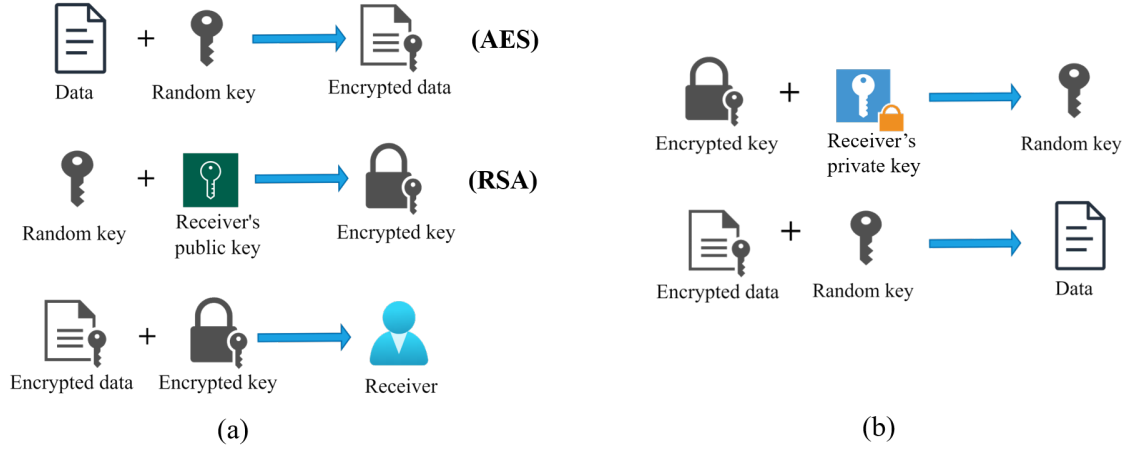 (AES)
Data
Random key
Encrypted data
(RSA)
Random key
Receiver's
public key
Encrypted key
Encrypted data
Encrypted key
Receiver
(a)
Encrypted key
Receiver’s
private key
Random key
Encrypted data
Random key
Data
(b)